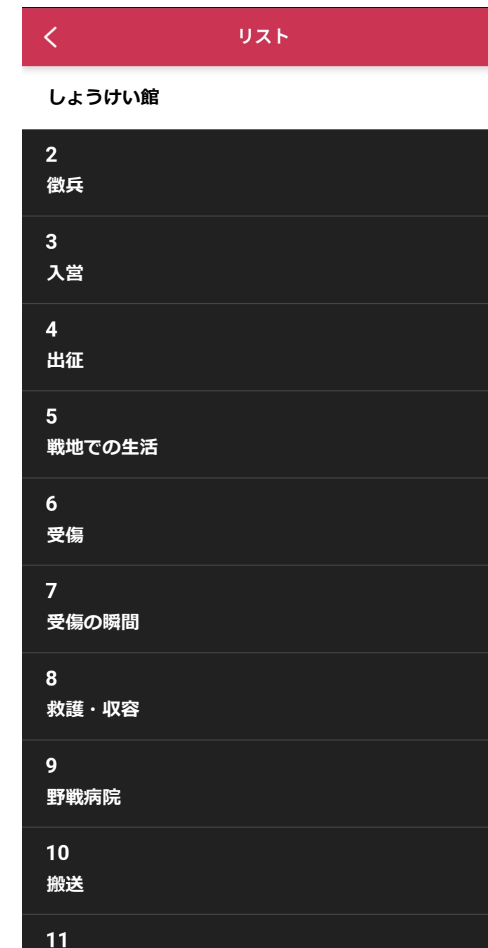 リスト
しょうけい館
2
徴兵
3
入営
4
出征
5
戦地での生活
6
受傷
7
受傷の瞬間
8
救護・収容
9
野戦病院
10
搬送
11